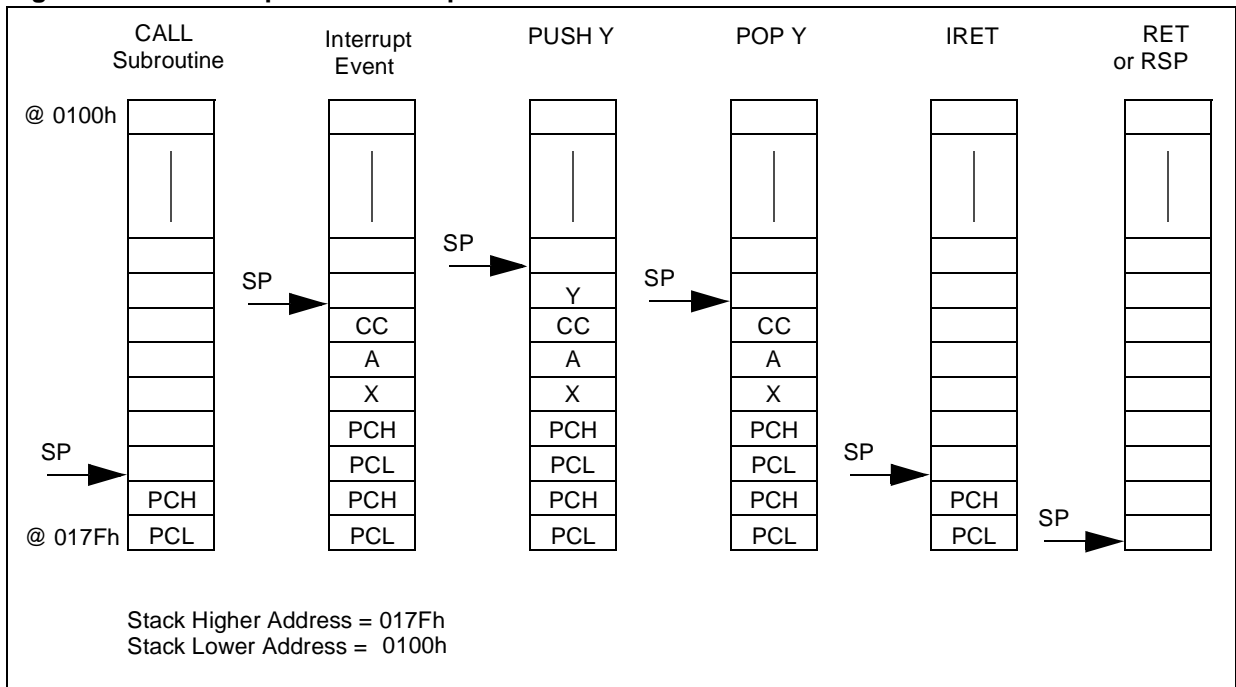 CALL
Subroutine
Interrupt
Event
PUSH Y
POP Y
IRET
RET
or RSP
@ 0100h
SP
SP
SP
Y
CC
CC
CC
A
A
A
X
X
X
PCH
PCH
PCH
SP
SP
PCL
PCL
PCL
PCH
PCH
PCH
PCH
PCH
SP
@ 017Fh
PCL
PCL
PCL
PCL
PCL
Stack Higher Address = 017Fh
Stack Lower Address = 0100h